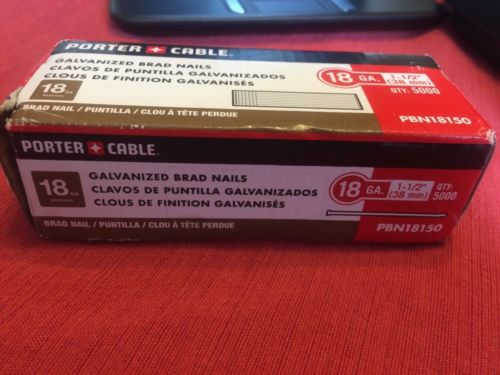 PORTER CABLE
GALVANIZED BRAD NAILS
CLAVOS DE PUNTILLA GALVANIZADOS
CLOUS DE FINITION GALVANISÉS
18 GA
BRAD NAIL / PUNTILLA / CLOU À TÊTE PERDUE
18 GA.
1-1/2"
(38 mm)
QTY. 5000
PBN18150
PORTER CABLE
18 GA
GALVANIZED BRAD NAILS
CLAVOS DE PUNTILLA GALVANIZADOS
CLOUS DE FINITION GALVANISÉS
BRAD NAIL / PUNTILLA / CLOU À TÊTE PERDUE
18 GA.
1-1/2"
(38 mm)
QTY:
5000
PBN18150